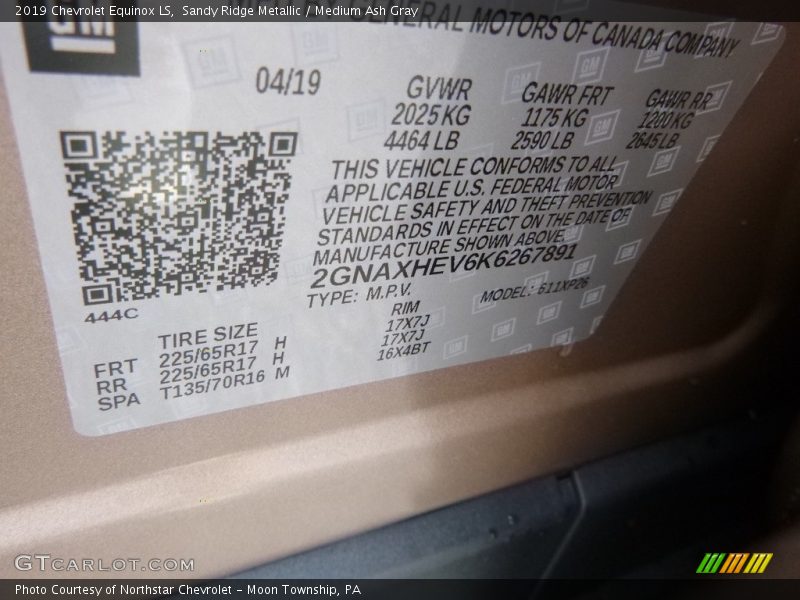 2019 Chevrolet Equinox LS,  Sandy Ridge Metallic / Medium Ash Gray
GM
GENERAL MOTORS OF CANADA COMPANY
04/19
GVWR GAWR FRT GAWR RR
2025 KG 1175 KG 1200 KG
4464 LB 2590 LB 2645 LB
THIS VEHICLE CONFORMS TO ALL
APPLICABLE U.S. FEDERAL MOTOR
VEHICLE SAFETY AND THEFT PREVENTION
STANDARDS IN EFFECT ON THE DATE OF
MANUFACTURE SHOWN ABOVE
2GNAXHEV6K6267891
TYPE: M.P.V. MODEL: 611XP26
444C
TIRE SIZE RIM
FRT 225/65R17 H 17X7J
RR 225/65R17 H 17X7J
SPA T135/70R16 M 16X4BT
GTCARLOT.COM
Photo Courtesy of Northstar Chevrolet – Moon Township, PA